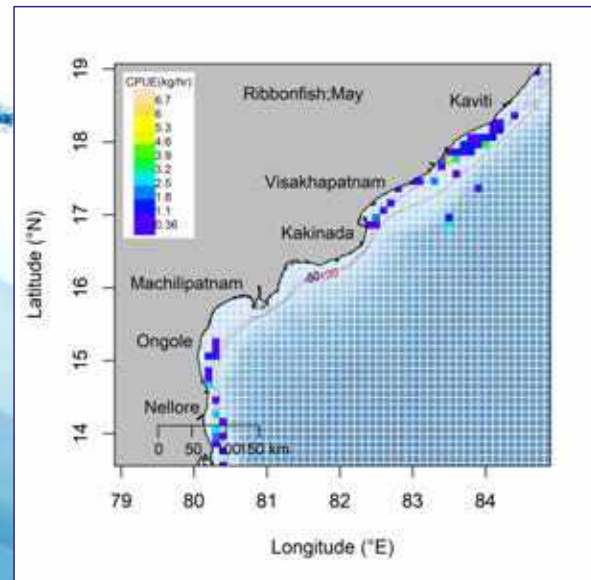 CPUE(kg/hr)
6.7
6
5.3
4.6
3.9
3.2
2.5
1.8
1.1
0.36
Ribbonfish;May
Kaviti
Visakhapatnam
Kakinada
Machilipatnam
Ongole
Nellore
-50
0 50 100150 km
Latitude (°N)
19
18
17
16
15
14
79 80 81 82 83 84
Longitude (°E)